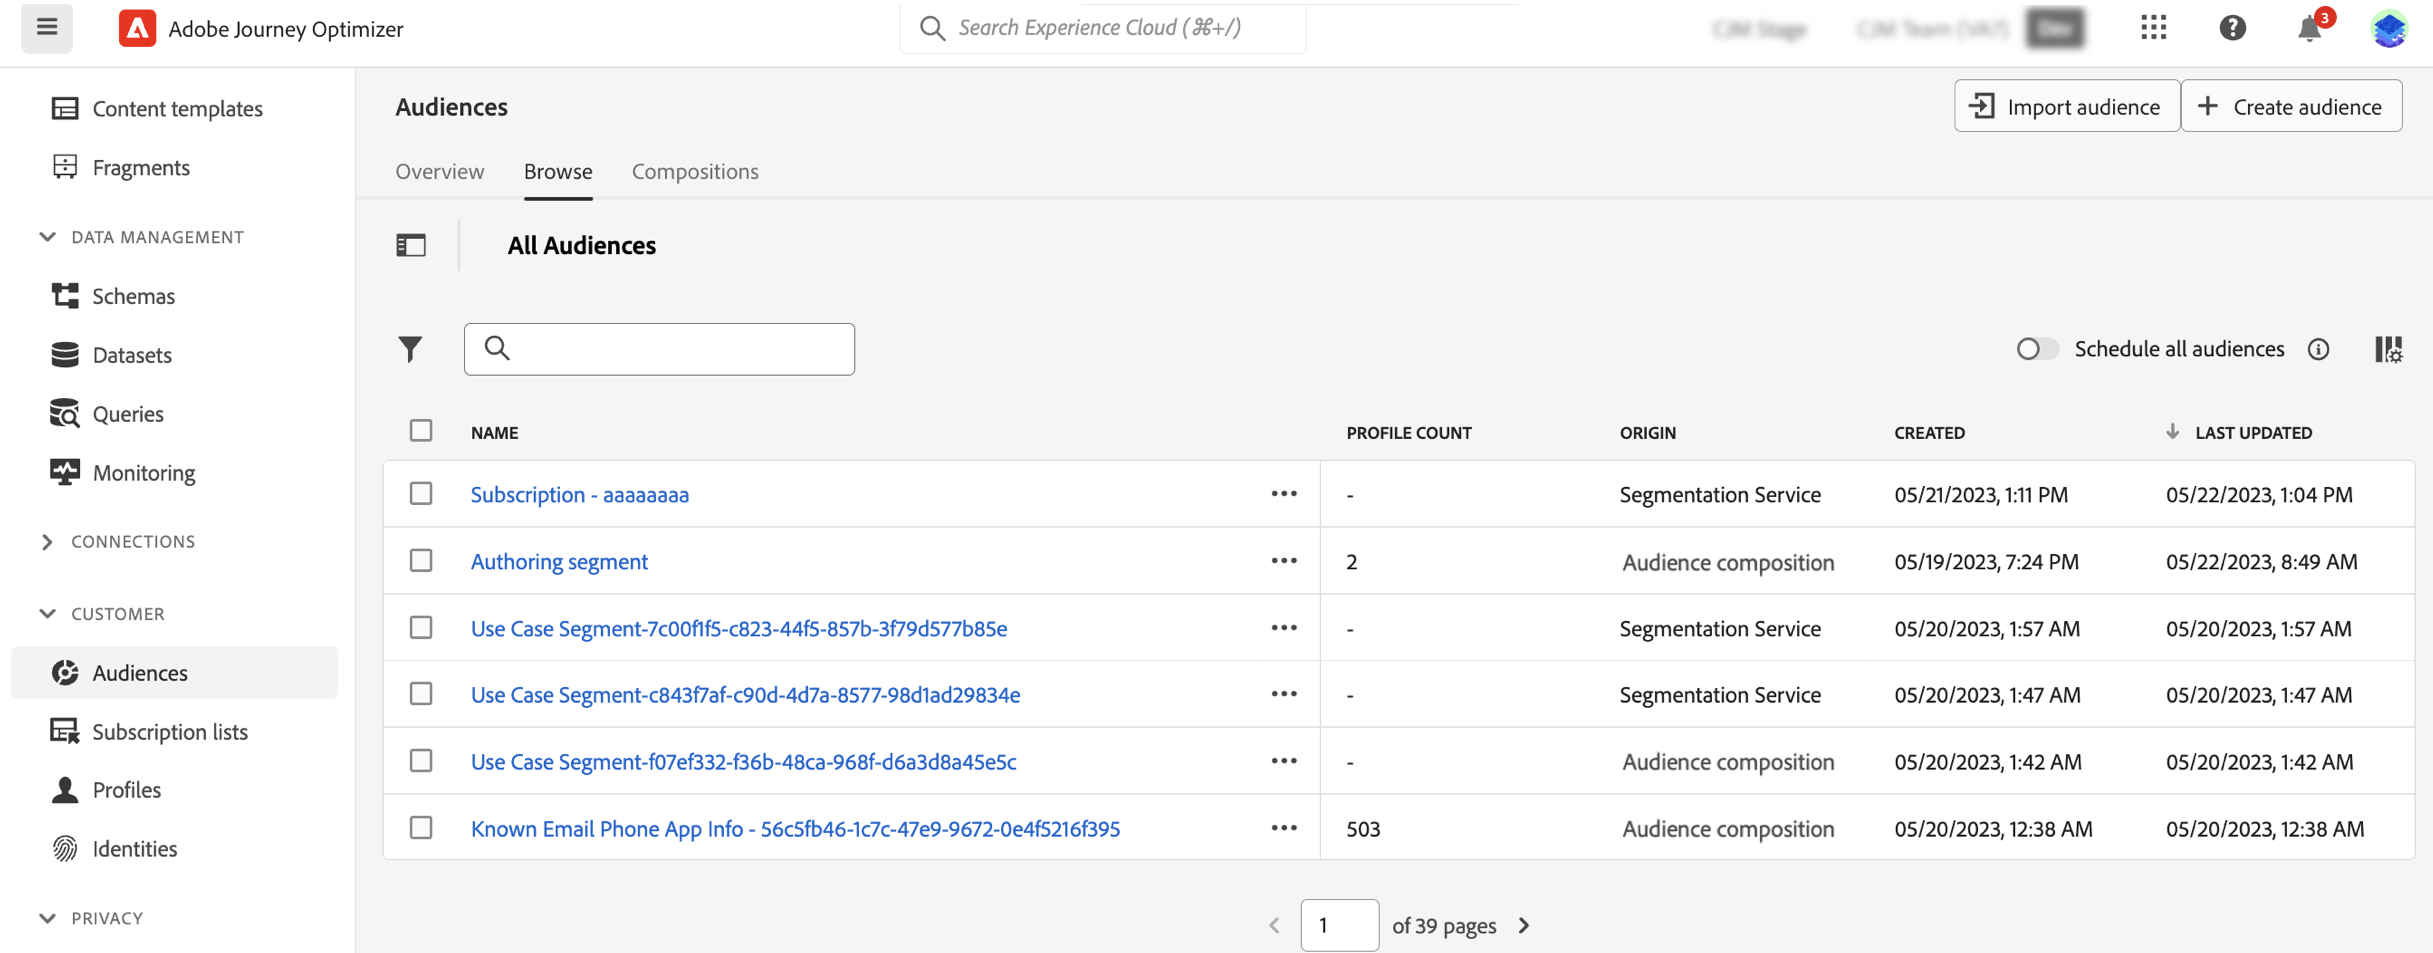 Adobe Journey Optimizer
Search Experience Cloud (⌘+/)
3
Content templates
Fragments
DATA MANAGEMENT
Schemas
Datasets
Queries
Monitoring
CONNECTIONS
CUSTOMER
Audiences
Subscription lists
Profiles
Identities
PRIVACY
Audiences
Import audience
Create audience
Overview Browse Compositions
All Audiences
Schedule all audiences
NAME PROFILE COUNT ORIGIN CREATED LAST UPDATED
Subscription - aaaaaaaa ... - Segmentation Service 05/21/2023, 1:11 PM 05/22/2023, 1:04 PM
Authoring segment ... 2 Audience composition 05/19/2023, 7:24 PM 05/22/2023, 8:49 AM
Use Case Segment-7c00f1f5-c823-44f5-857b-3f79d577b85e ... - Segmentation Service 05/20/2023, 1:57 AM 05/20/2023, 1:57 AM
Use Case Segment-c843f7af-c90d-4d7a-8577-98d1ad29834e ... - Segmentation Service 05/20/2023, 1:47 AM 05/20/2023, 1:47 AM
Use Case Segment-f07ef332-f36b-48ca-968f-d6a3d8a45e5c ... - Audience composition 05/20/2023, 1:42 AM 05/20/2023, 1:42 AM
Known Email Phone App Info - 56c5fb46-1c7c-47e9-9672-0e4f5216f395 ... 503 Audience composition 05/20/2023, 12:38 AM 05/20/2023, 12:38 AM
1 of 39 pages